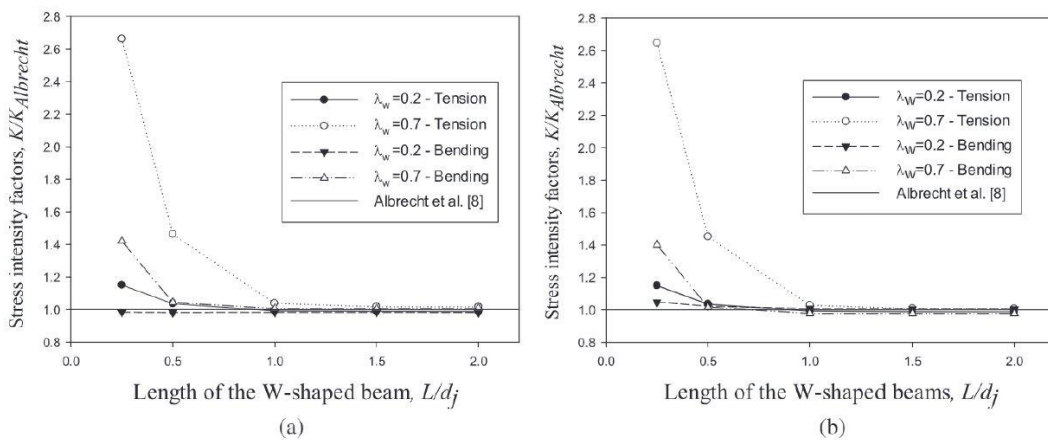 Stress intensity factors, K/K_Albrecht
2.8
2.6
2.4
2.2
2.0
1.8
1.6
1.4
1.2
1.0
0.8
λw=0.2 - Tension
λw=0.7 - Tension
λw=0.2 - Bending
λw=0.7 - Bending
Albrecht et al. [8]
0.0 0.5 1.0 1.5 2.0
Length of the W-shaped beam, L/dj
(a)
Stress intensity factors, K/K_Albrecht
2.8
2.6
2.4
2.2
2.0
1.8
1.6
1.4
1.2
1.0
0.8
λW=0.2 - Tension
λW=0.7 - Tension
λW=0.2 - Bending
λW=0.7 - Bending
Albrecht et al. [8]
0.0 0.5 1.0 1.5 2.0
Length of the W-shaped beams, L/dj
(b)